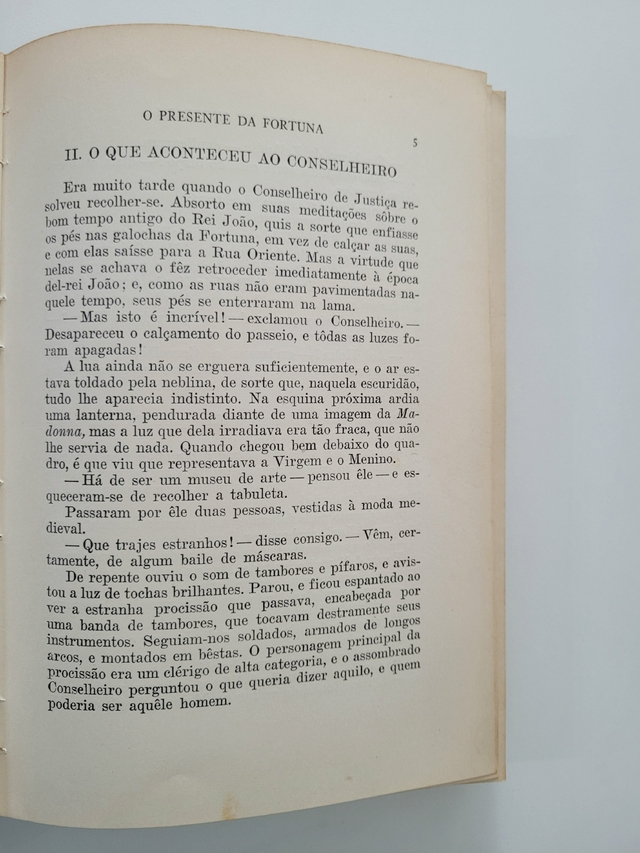 O PRESENTE DA FORTUNA
5
II. O QUE ACONTECEU AO CONSELHEIRO
Era muito tarde quando o Conselheiro de Justiça re-
solveu recolher-se. Absorto em suas meditações sôbre o
bom tempo antigo do Rei João, quis a sorte que enfiasse
os pés nas galochas da Fortuna, em vez de calçar as suas,
e com elas saísse para a Rua Oriente. Mas a virtude que
nelas se achava o fêz retroceder imediatamente à época
del-rei João; e, como as ruas não eram pavimentadas na-
quele tempo, seus pés se enterraram na lama.
— Mas isto é incrível! — exclamou o Conselheiro. —
Desapareceu o calçamento do passeio, e tôdas as luzes fo-
ram apagadas!
A lua ainda não se erguera suficientemente, e o ar es-
tava toldado pela neblina, de sorte que, naquela escuridão,
tudo lhe aparecia indistinto. Na esquina próxima ardia
uma lanterna, pendurada diante de uma imagem da Ma-
donna, mas a luz que dela irradiava era tão fraca, que não
lhe servia de nada. Quando chegou bem debaixo do qua-
dro, é que viu que representava a Virgem e o Menino.
— Há de ser um museu de arte — pensou êle — e es-
queceram-se de recolher a tabuleta.
Passaram por êle duas pessoas, vestidas à moda me-
dieval.
— Que trajes estranhos! — disse consigo. — Vêm, cer-
tamente, de algum baile de máscaras.
De repente ouviu o som de tambores e pífaros, e avis-
tou a luz de tochas brilhantes. Parou, e ficou espantado ao
ver a estranha procissão que passava, encabeçada por
uma banda de tambores, que tocavam destramente seus
instrumentos. Seguiam-nos soldados, armados de longos
arcos, e montados em bêstas. O personagem principal da
procissão era um clérigo de alta categoria, e o assombrado
Conselheiro perguntou o que queria dizer aquilo, e quem
poderia ser aquêle homem.